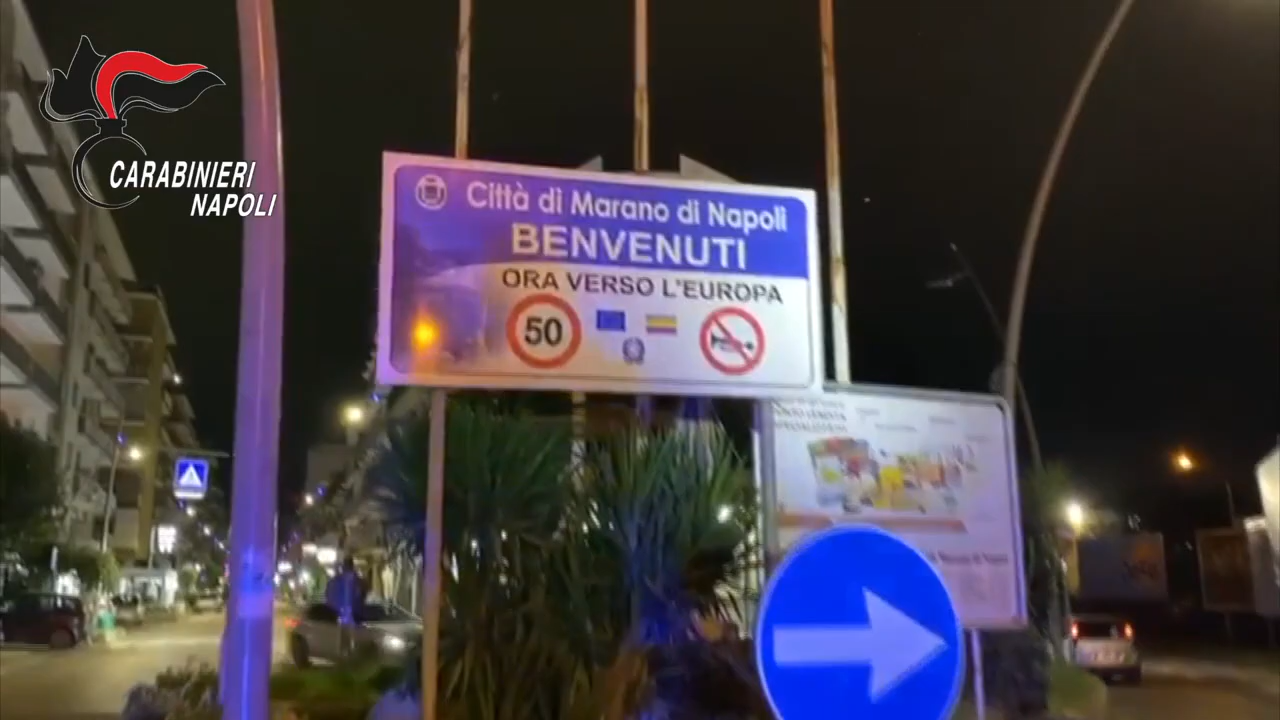 CARABINIERI
NAPOLI
Città di Marano di Napoli
BENVENUTI
ORA VERSO L'EUROPA
50